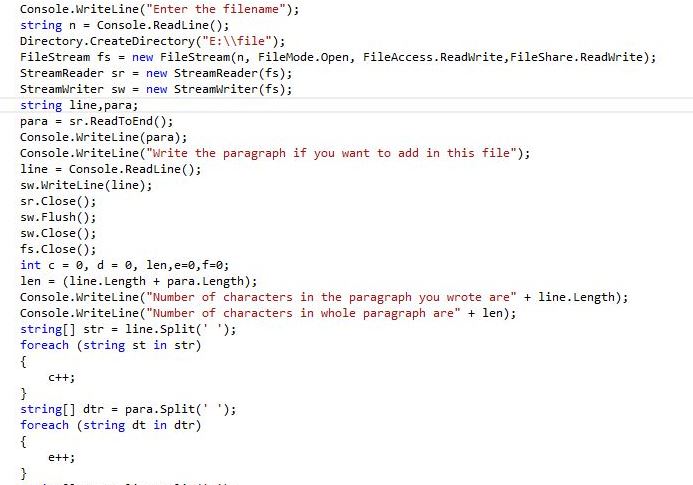 Console.WriteLine("Enter the filename");
string n = Console.ReadLine();
Directory.CreateDirectory("E:\\file");
FileStream fs = new FileStream(n, FileMode.Open, FileAccess.ReadWrite,FileShare.ReadWrite);
StreamReader sr = new StreamReader(fs);
StreamWriter sw = new StreamWriter(fs);
string line,para;
para = sr.ReadToEnd();
Console.WriteLine(para);
Console.WriteLine("Write the paragraph if you want to add in this file");
line = Console.ReadLine();
sw.WriteLine(line);
sr.Close();
sw.Flush();
sw.Close();
fs.Close();
int c = 0, d = 0, len,e=0,f=0;
len = (line.Length + para.Length);
Console.WriteLine("Number of characters in the paragraph you wrote are" + line.Length);
Console.WriteLine("Number of characters in whole paragraph are" + len);
string[] str = line.Split(' ');
foreach (string st in str)
{
    c++;
}
string[] dtr = para.Split(' ');
foreach (string dt in dtr)
{
    e++;
}